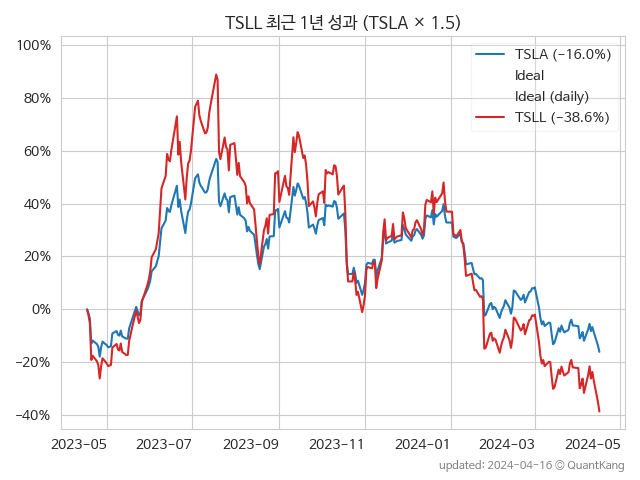 TSLL 최근 1년 성과 (TSLA × 1.5)
100%
80%
60%
40%
20%
0%
−20%
−40%
TSLA (−16.0%)
Ideal
Ideal (daily)
TSLL (−38.6%)
2023−05 2023−07 2023−09 2023−11 2024−01 2024−03 2024−05
updated: 2024-04-16 © QuantKang